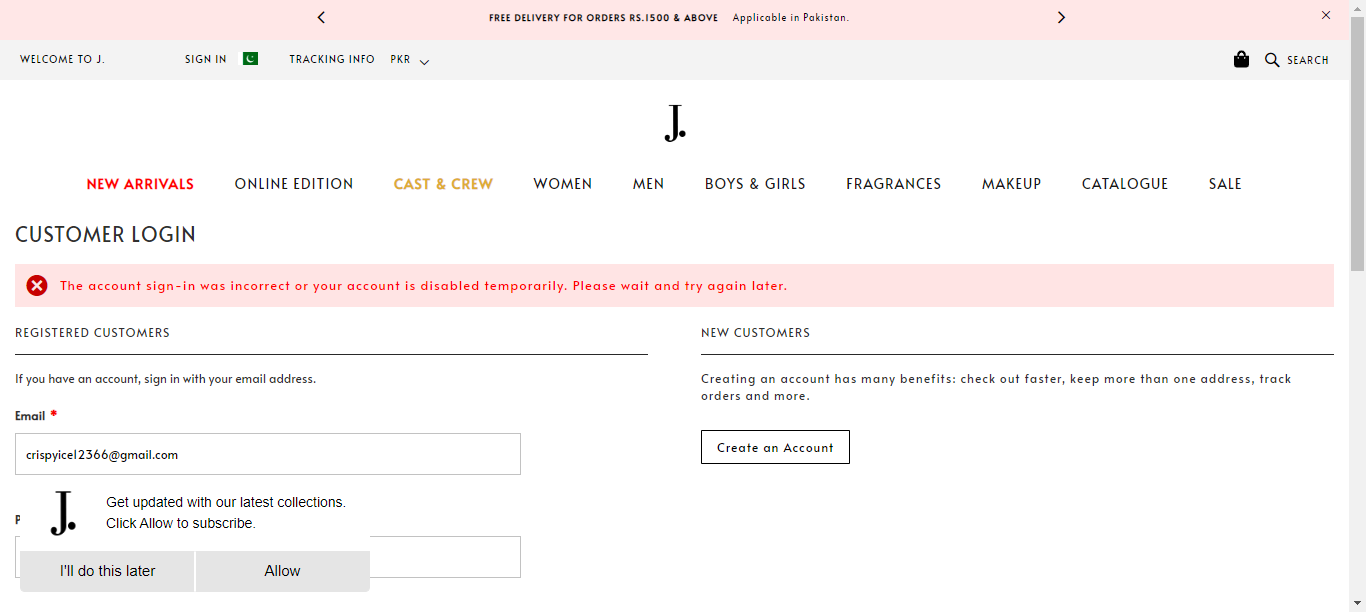 FREE DELIVERY FOR ORDERS RS.1500 & ABOVE Applicable in Pakistan.
WELCOME TO J. SIGN IN TRACKING INFO PKR SEARCH
J.
NEW ARRIVALS ONLINE EDITION CAST & CREW WOMEN MEN BOYS & GIRLS FRAGRANCES MAKEUP CATALOGUE SALE
CUSTOMER LOGIN
The account sign-in was incorrect or your account is disabled temporarily. Please wait and try again later.
REGISTERED CUSTOMERS
If you have an account, sign in with your email address.
Email *
crispyice12366@gmail.com
P
NEW CUSTOMERS
Creating an account has many benefits: check out faster, keep more than one address, track
orders and more.
Create an Account
J.
Get updated with our latest collections.
Click Allow to subscribe.
I'll do this later Allow